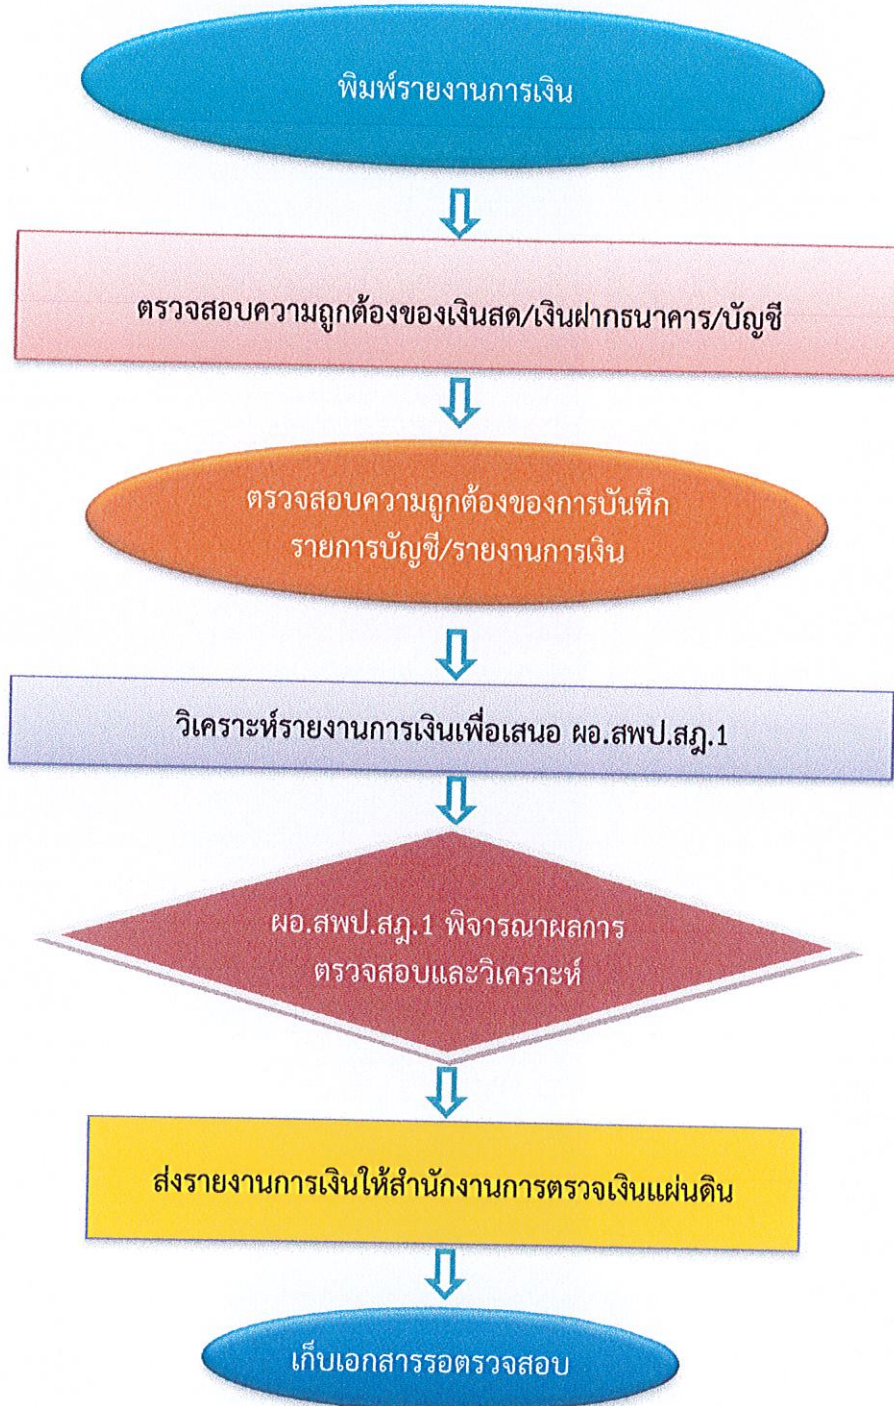 พิมพ์รายงานการเงิน
ตรวจสอบความถูกต้องของเงินสด/เงินฝากธนาคาร/บัญชี
ตรวจสอบความถูกต้องของการบันทึก
รายการบัญชี/รายงานการเงิน
วิเคราะห์รายงานการเงินเพื่อเสนอ ผอ.สพป.สฎ.1
ผอ.สพป.สฎ.1 พิจารณาผลการ
ตรวจสอบและวิเคราะห์
ส่งรายงานการเงินให้สำนักงานการตรวจเงินแผ่นดิน
เก็บเอกสารรอตรวจสอบ